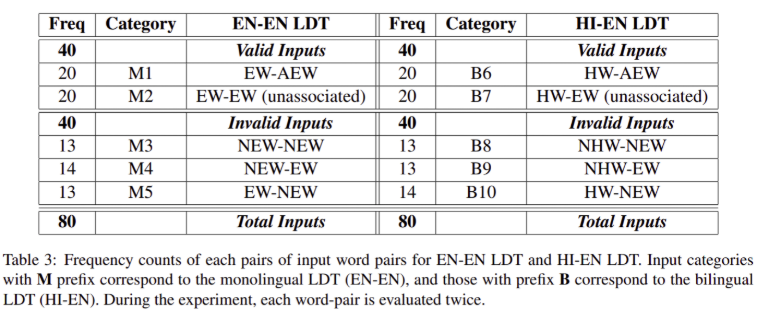 Freq Category EN-EN LDT Freq Category HI-EN LDT
40 Valid Inputs 40 Valid Inputs
20 M1 EW-AEW 20 B6 HW-AEW
20 M2 EW-EW (unassociated) 20 B7 HW-EW (unassociated)
40 Invalid Inputs 40 Invalid Inputs
13 M3 NEW-NEW 13 B8 NHW-NEW
14 M4 NEW-EW 13 B9 NHW-EW
13 M5 EW-NEW 14 B10 HW-NEW
80 Total Inputs 80 Total Inputs
Table 3: Frequency counts of each pairs of input word pairs for EN-EN LDT and HI-EN LDT. Input categories
with M prefix correspond to the monolingual LDT (EN-EN), and those with prefix B correspond to the bilingual
LDT (HI-EN). During the experiment, each word-pair is evaluated twice.